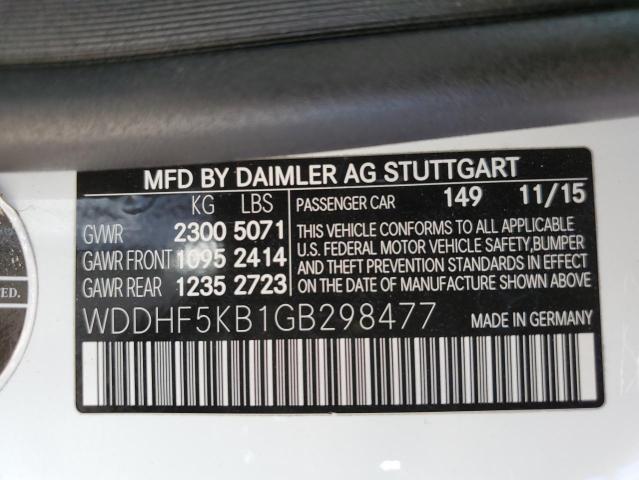 MFD BY DAIMLER AG STUTTGART
KG LBS
GVWR 2300 5071
GAWR FRONT 1095 2414
GAWR REAR 1235 2723
PASSENGER CAR 149 11/15
THIS VEHICLE CONFORMS TO ALL APPLICABLE
U.S. FEDERAL MOTOR VEHICLE SAFETY,BUMPER
AND THEFT PREVENTION STANDARDS IN EFFECT
ON THE DATE OF MANUFACTURE SHOWN ABOVE.
WDDHF5KB1GB298477 MADE IN GERMANY